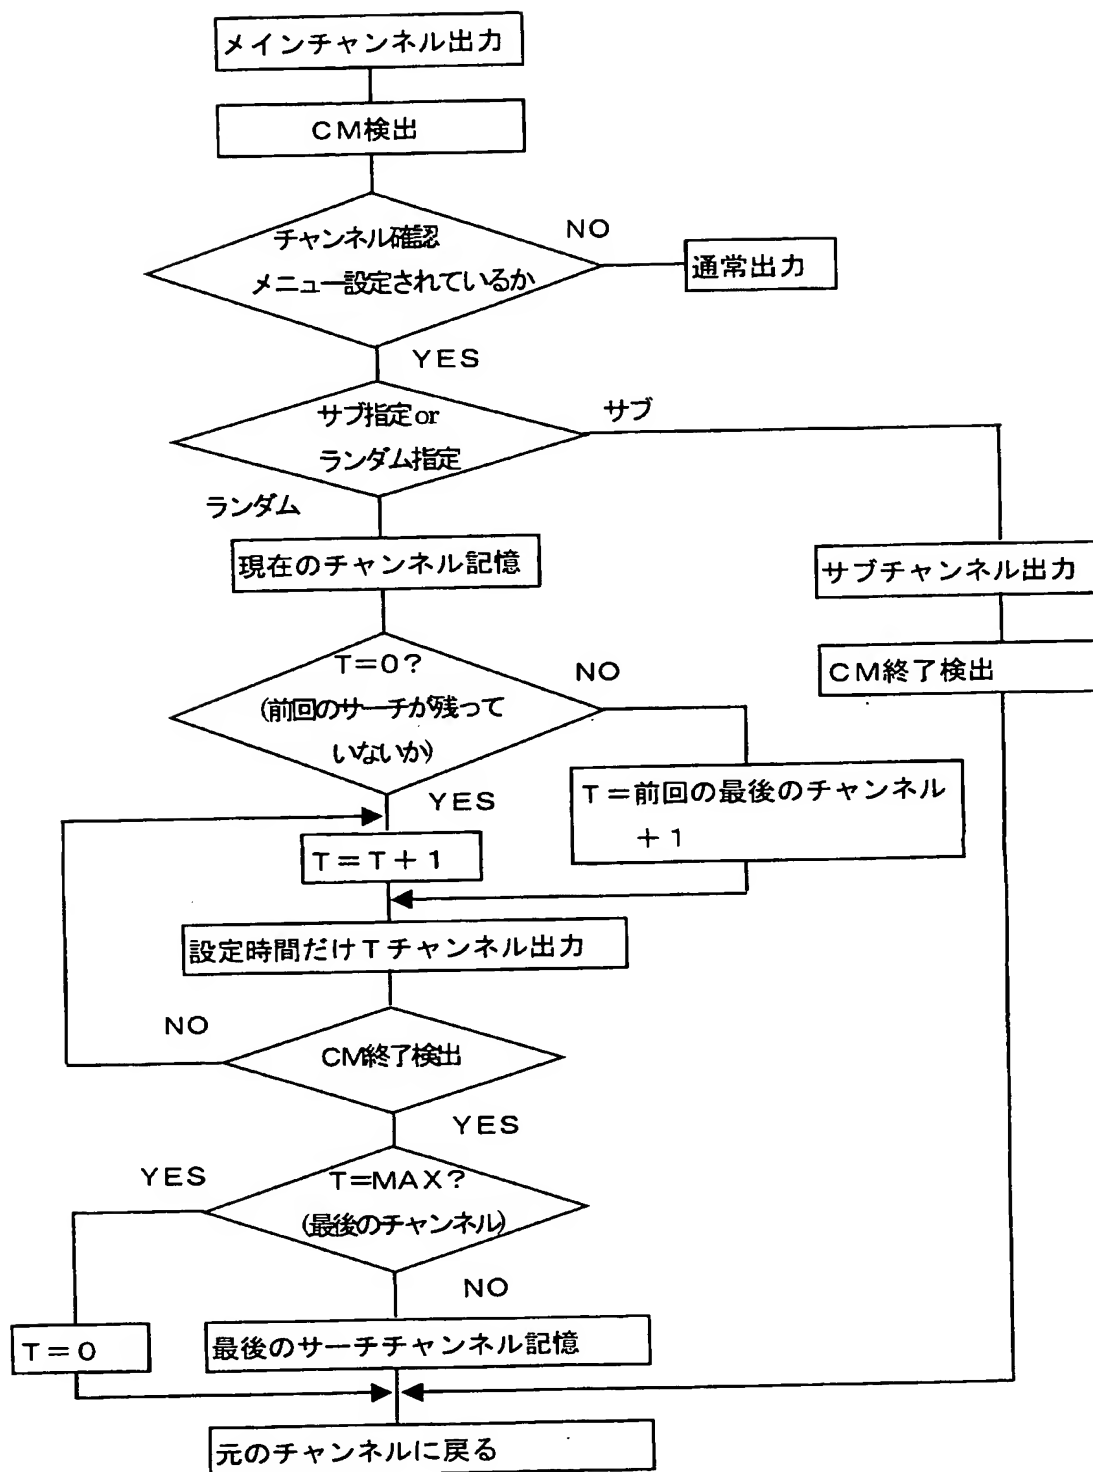 メインチャンネル出力
CM検出
チャンネル確認
メニュー設定されているか
NO
通常出力
YES
サブ指定or
ランダム指定
サブ
ランダム
現在のチャンネル記憶
サブチャンネル出力
CM終了検出
T=0?
(前回のサーチが残って
いないか)
NO
YES
T=前回の最後のチャンネル
+1
T=T+1
設定時間だけTチャンネル出力
NO
CM終了検出
YES
YES
T=MAX?
(最後のチャンネル)
NO
T=0
最後のサーチチャンネル記憶
元のチャンネルに戻る